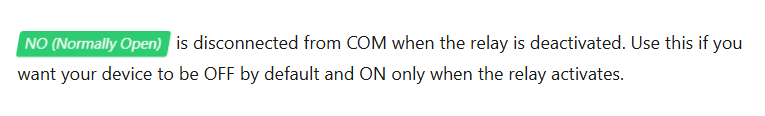 NO (Normally Open) is disconnected from COM when the relay is deactivated. Use this if you
want your device to be OFF by default and ON only when the relay activates.